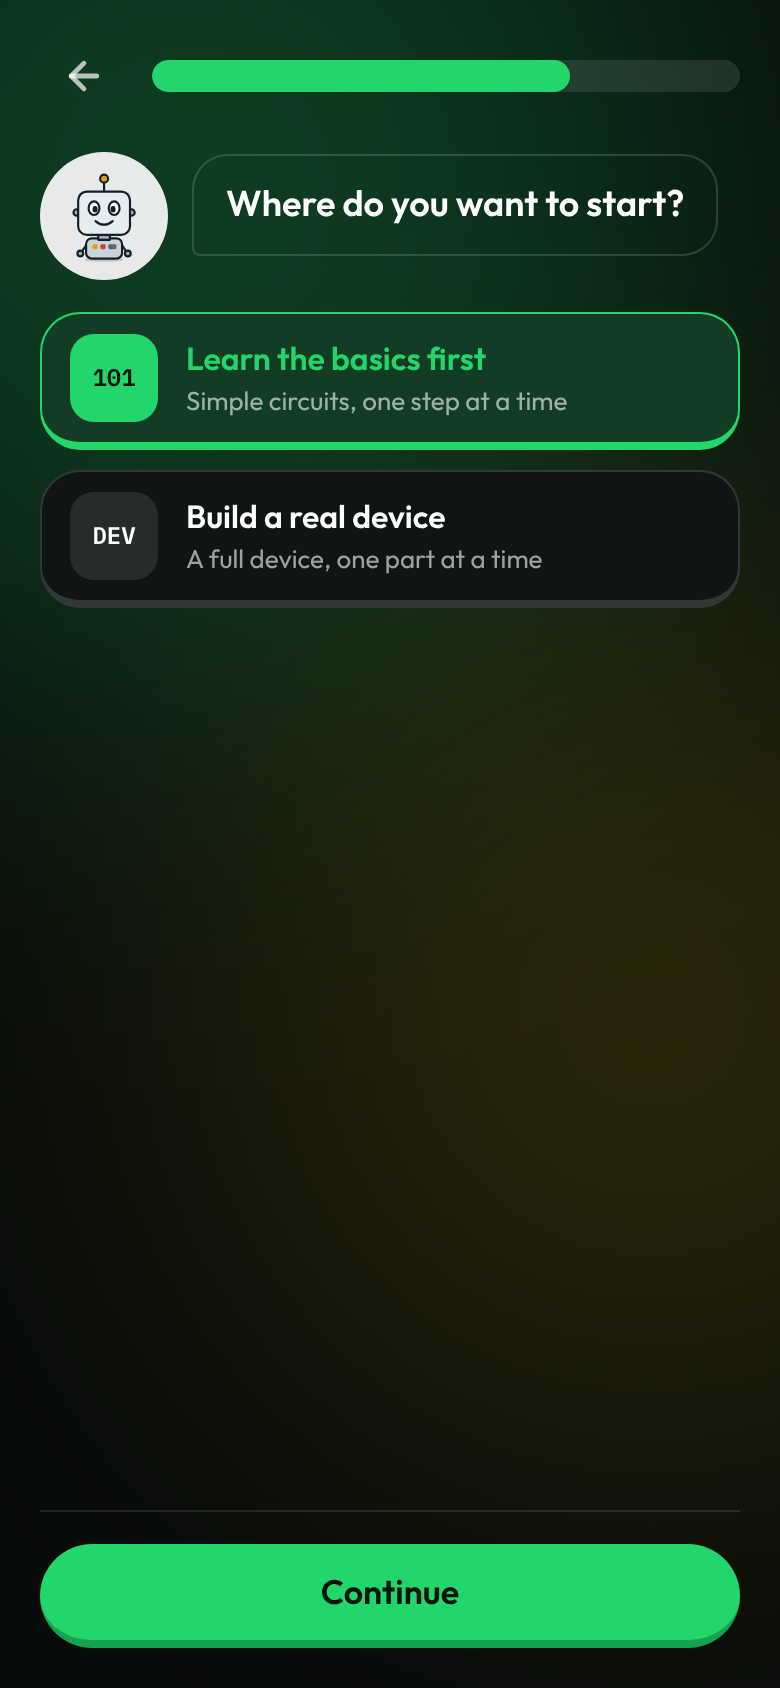 Where do you want to start?
101
Learn the basics first
Simple circuits, one step at a time
DEV
Build a real device
A full device, one part at a time
Continue